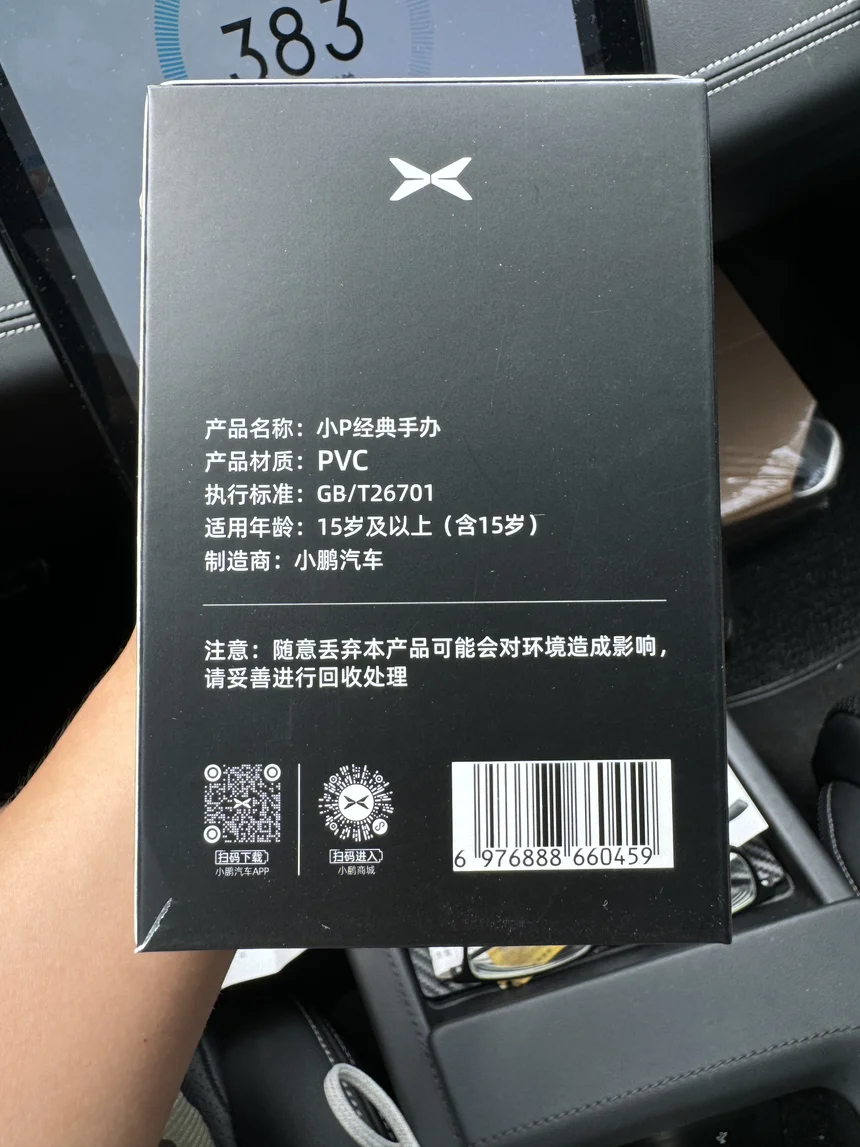 383
产品名称：小P经典手办
产品材质：PVC
执行标准：GB/T26701
适用年龄：15岁及以上（含15岁）
制造商：小鹏汽车
注意：随意丢弃本产品可能会对环境造成影响，
请妥善进行回收处理
扫码下载
小鹏汽车APP
扫码进入
小鹏商城
6 976888 660459